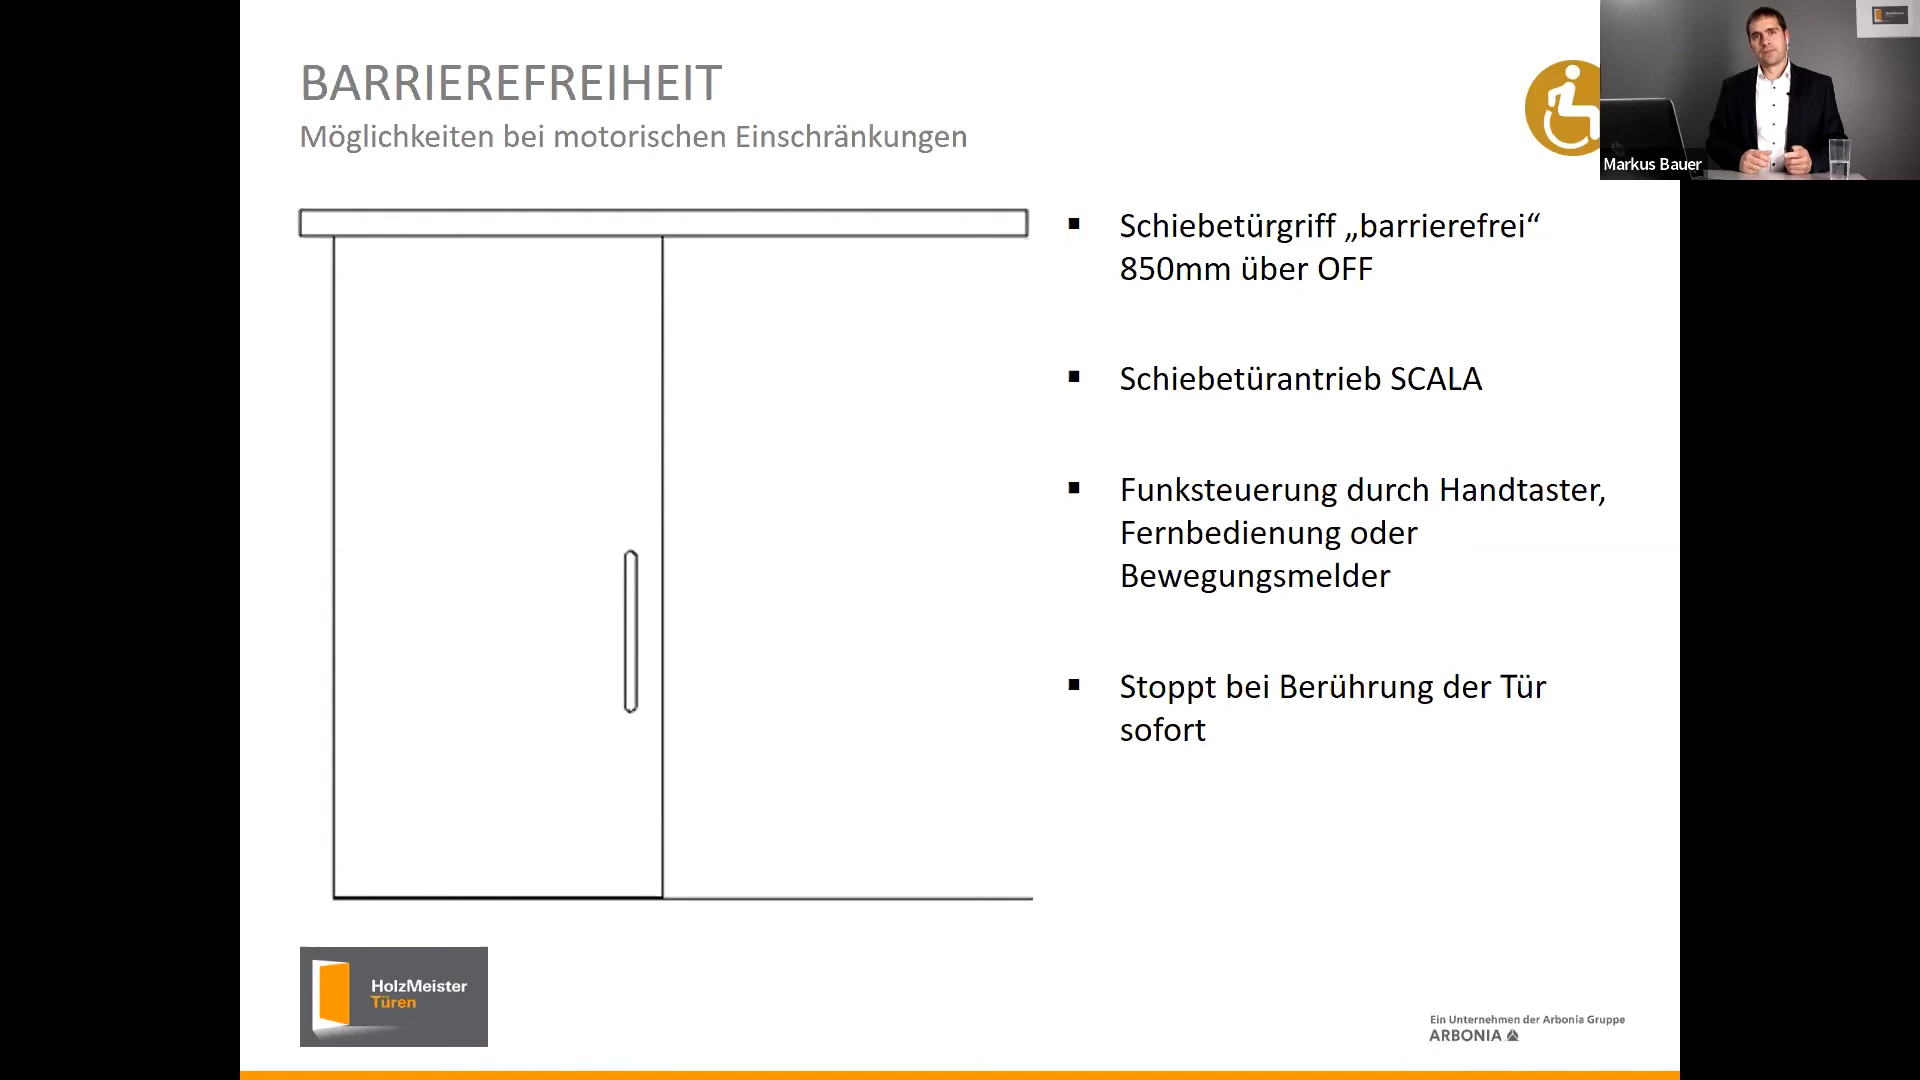 BARRIEREFREIHEIT
Möglichkeiten bei motorischen Einschränkungen
Markus Bauer
Schiebetürgriff „barrierefrei“
850mm über OFF
Schiebetürantrieb SCALA
Funksteuerung durch Handtaster,
Fernbedienung oder
Bewegungsmelder
Stoppt bei Berührung der Tür
sofort
HolzMeister
Türen
Ein Unternehmen der Arbonia Gruppe
ARBONIA